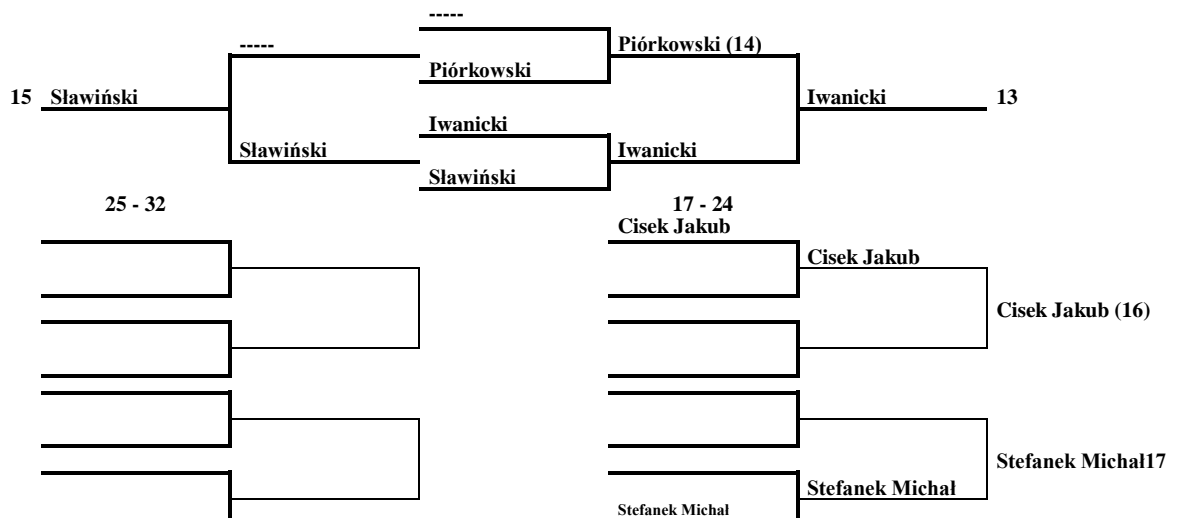 -----
----- Piórkowski (14)
Piórkowski
15 Sławiński Iwanicki 13
Iwanicki
Sławiński Iwanicki
Sławiński
25 - 32 17 - 24
Cisek Jakub
Cisek Jakub
Cisek Jakub (16)
Stefanek Michał17
Stefanek Michał
Stefanek Michał